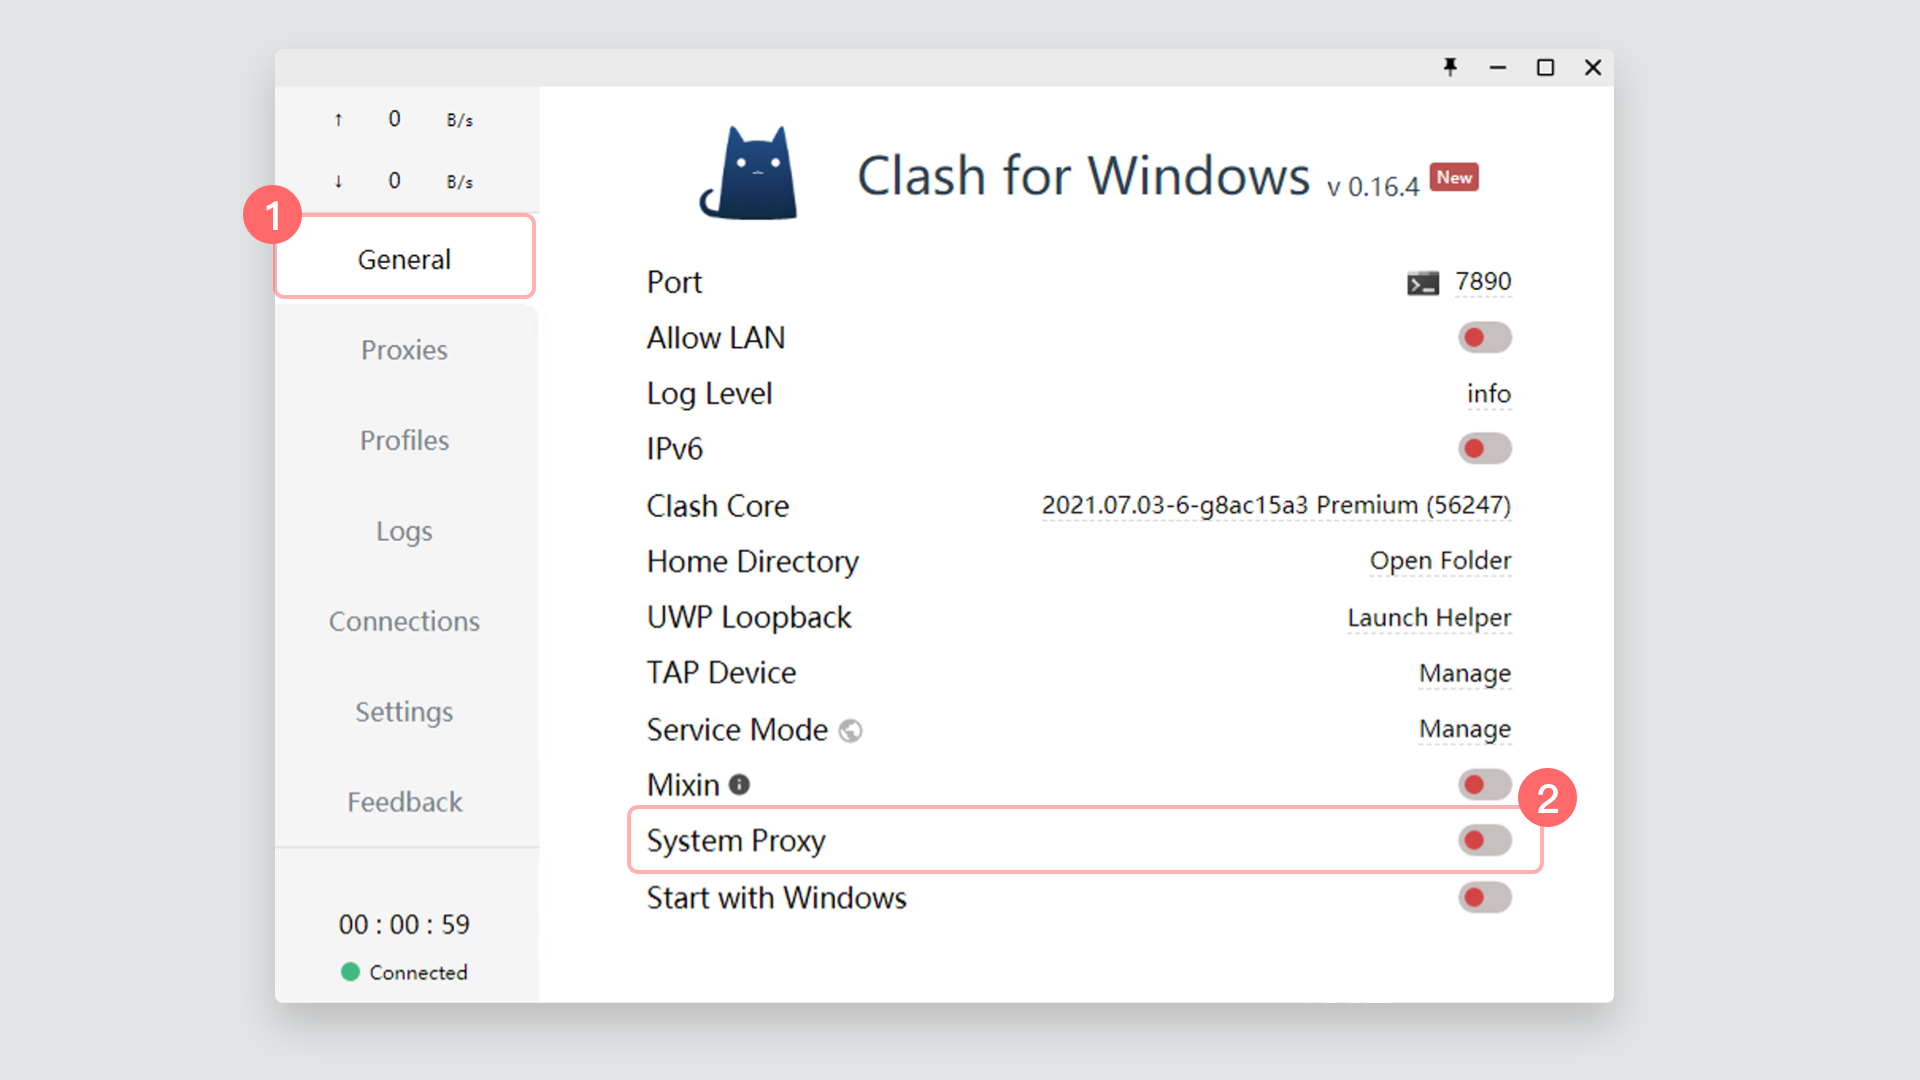 ↑ 0 B/s
↓ 0 B/s
1
General
Proxies
Profiles
Logs
Connections
Settings
Feedback
00 : 00 : 59
Connected
Clash for Windows v 0.16.4 New
Port 7890
Allow LAN
Log Level info
IPv6
Clash Core 2021.07.03-6-g8ac15a3 Premium (56247)
Home Directory Open Folder
UWP Loopback Launch Helper
TAP Device Manage
Service Mode Manage
Mixin
2
System Proxy
Start with Windows